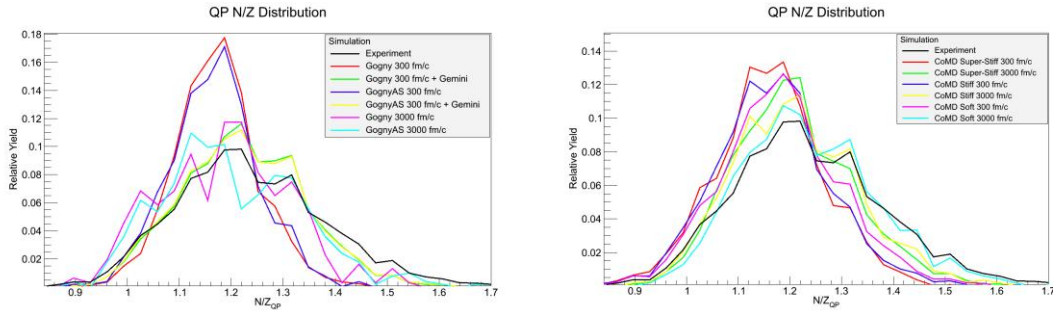 QP N/Z Distribution
0.18
0.16
0.14
0.12
0.1
0.08
0.06
0.04
0.02
Relative Yield
Simulation
Experiment
Gogny 300 fm/c
Gogny 300 fm/c + Gemini
GognyAS 300 fm/c
GognyAS 300 fm/c + Gemini
Gogny 3000 fm/c
GognyAS 3000 fm/c
0.9 1 1.1 1.2 1.3 1.4 1.5 1.6 1.7
N/Z QP
QP N/Z Distribution
0.14
0.12
0.1
0.08
0.06
0.04
0.02
Relative Yield
Simulation
Experiment
CoMD Super-Stiff 300 fm/c
CoMD Super-Stiff 3000 fm/c
CoMD Stiff 300 fm/c
CoMD Stiff 3000 fm/c
CoMD Soft 300 fm/c
CoMD Soft 3000 fm/c
0.9 1 1.1 1.2 1.3 1.4 1.5 1.6 1.7
N/Z QP